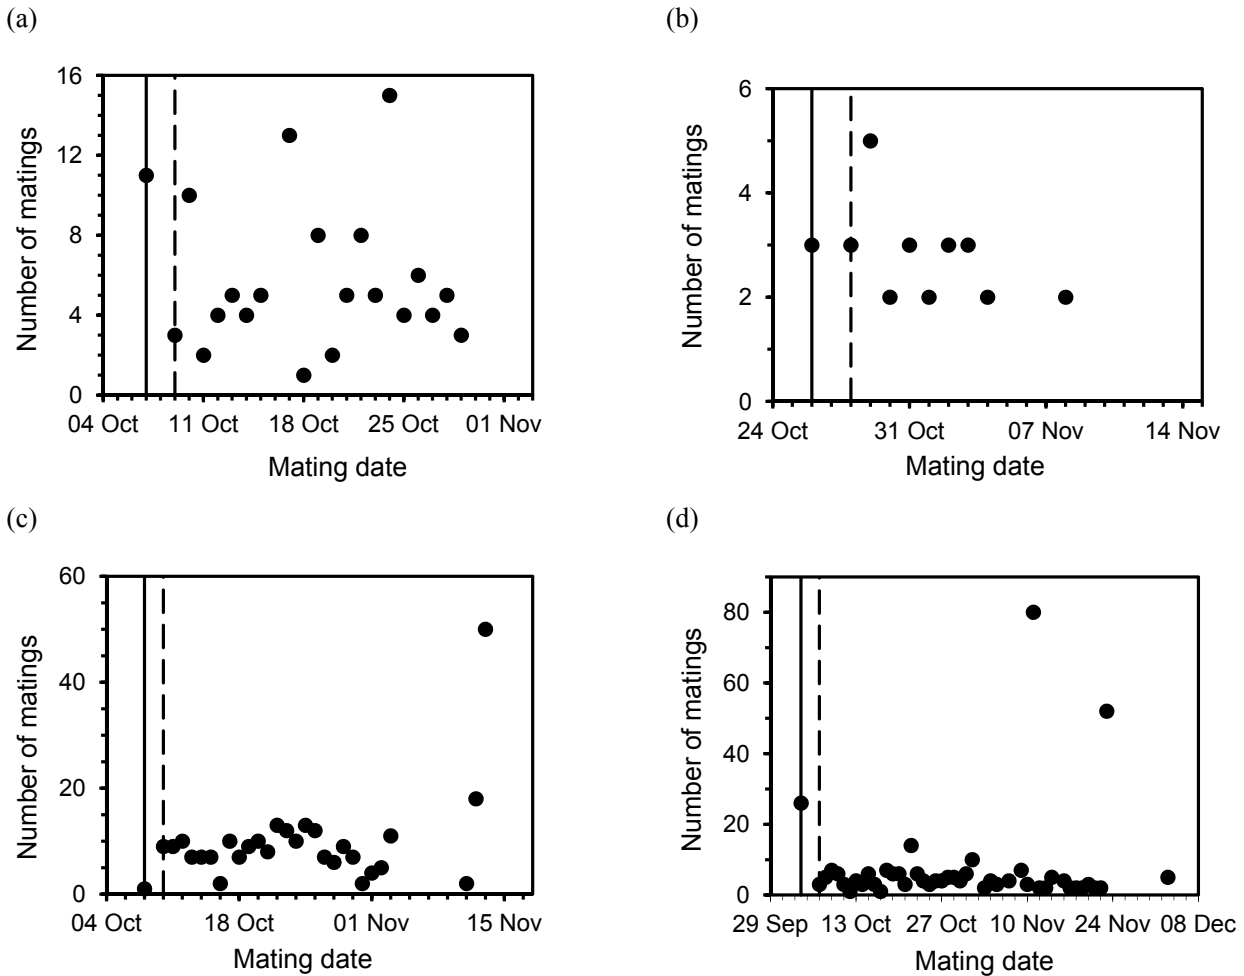 (a)
16
12
8
4
0
Number of matings
04 Oct 11 Oct 18 Oct 25 Oct 01 Nov
Mating date
(b)
6
4
2
0
Number of matings
24 Oct 31 Oct 07 Nov 14 Nov
Mating date
(c)
60
40
20
0
Number of matings
04 Oct 18 Oct 01 Nov 15 Nov
Mating date
(d)
80
60
40
20
0
Number of matings
29 Sep 13 Oct 27 Oct 10 Nov 24 Nov 08 Dec
Mating date